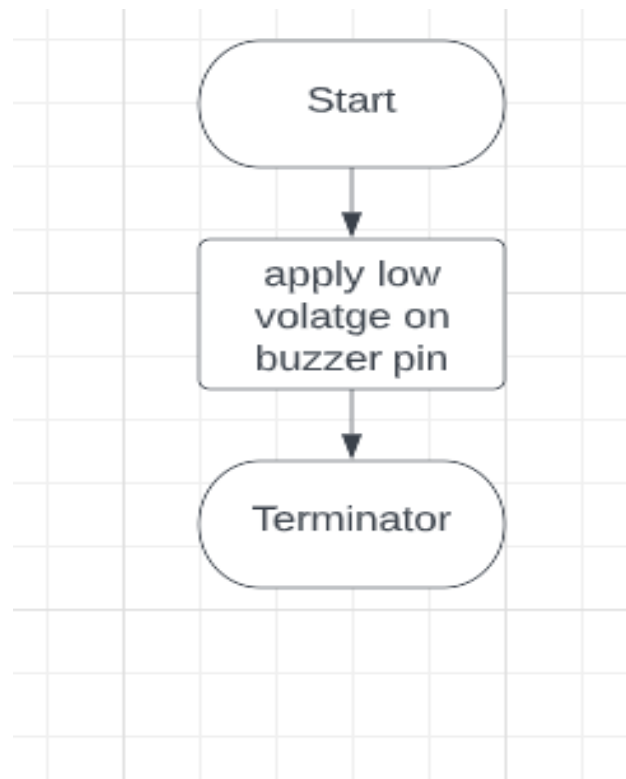 Start
apply low
volatge on
buzzer pin
Terminator